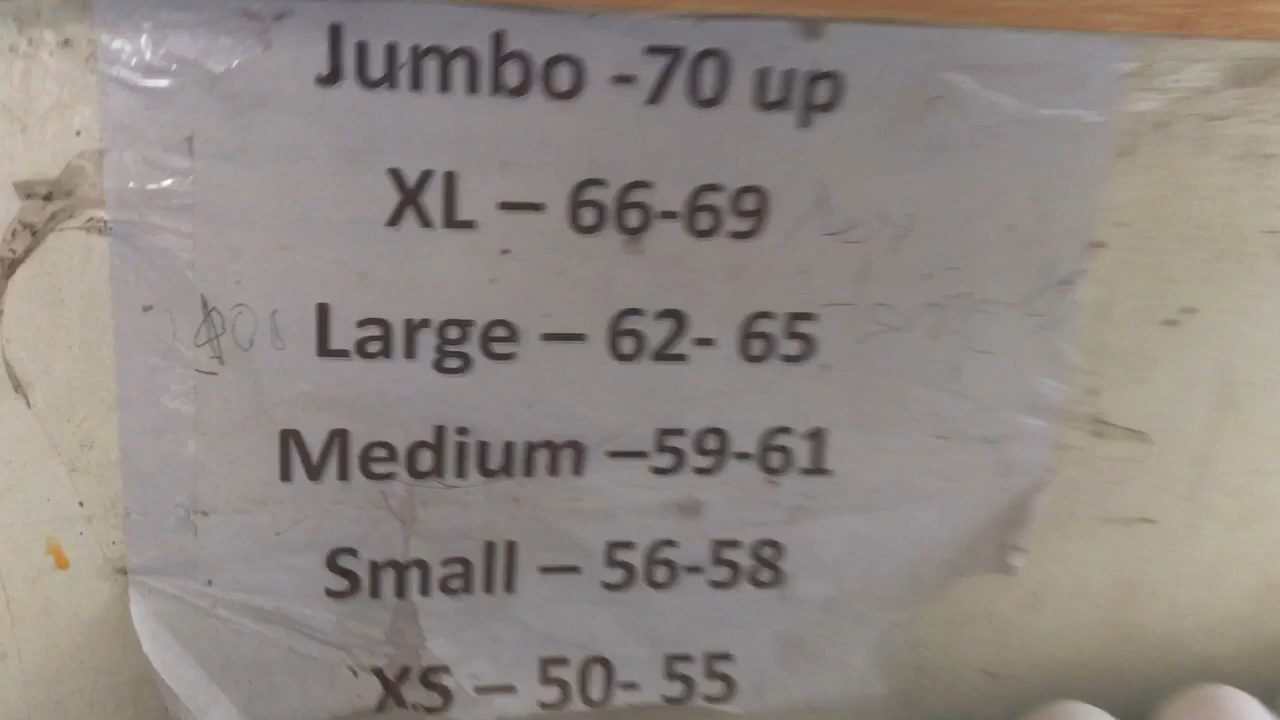 Jumbo -70 up
XL – 66-69
Large – 62- 65
Medium –59-61
Small – 56-58
XS – 50- 55